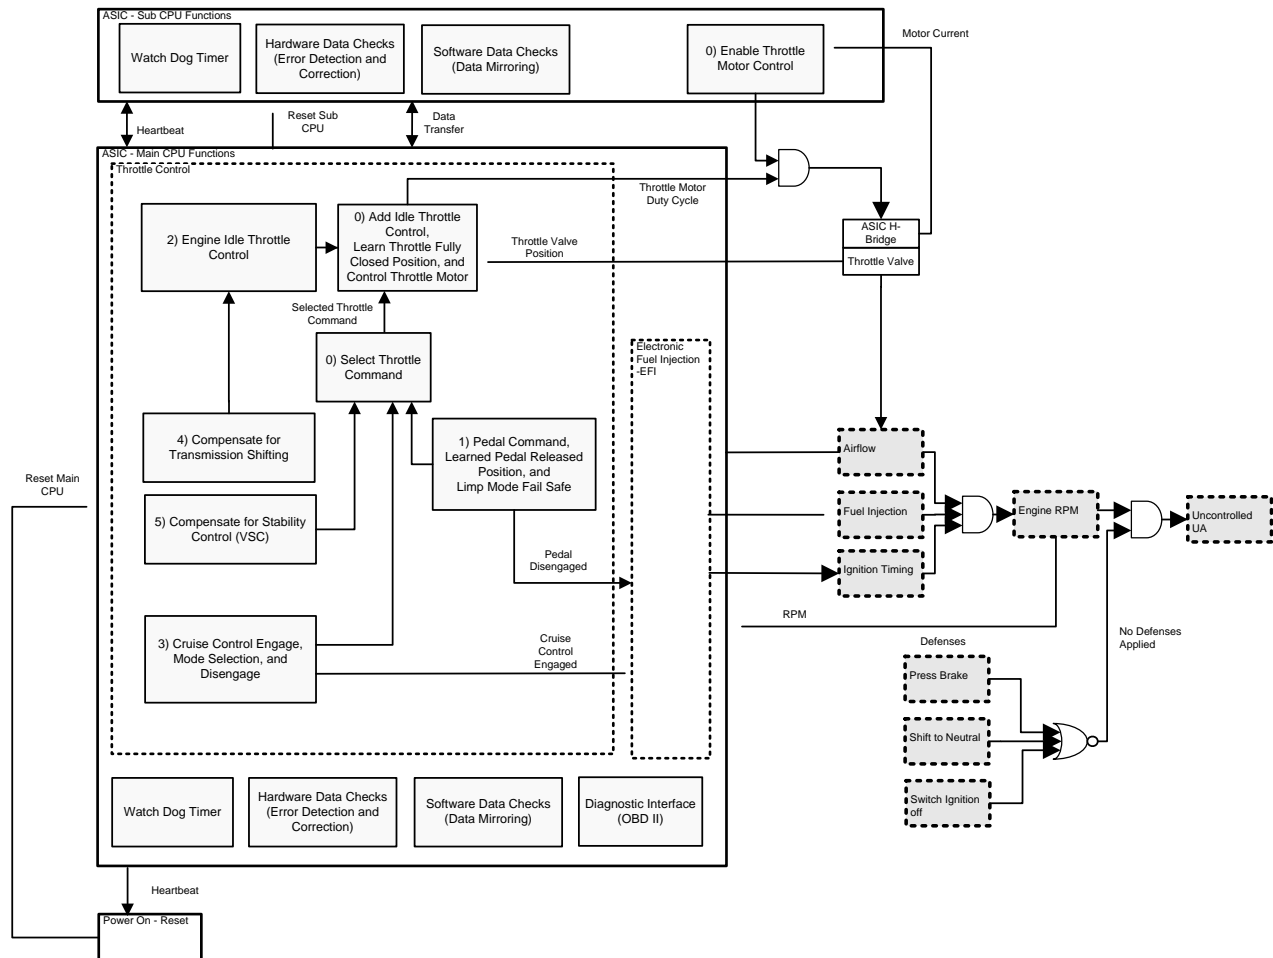 ASIC - Sub CPU Functions
Watch Dog Timer
Hardware Data Checks
(Error Detection and
Correction)
Software Data Checks
(Data Mirroring)
0) Enable Throttle
Motor Control
Motor Current
Heartbeat
Reset Sub
CPU
Data
Transfer
ASIC - Main CPU Functions
Throttle Control
2) Engine Idle Throttle
Control
0) Add Idle Throttle
Control,
Learn Throttle Fully
Closed Position, and
Control Throttle Motor
Throttle Motor
Duty Cycle
Throttle Valve
Position
ASIC H-
Bridge
Throttle Valve
Selected Throttle
Command
0) Select Throttle
Command
Electronic
Fuel Injection
-EFI
4) Compensate for
Transmission Shifting
1) Pedal Command,
Learned Pedal Released
Position, and
Limp Mode Fail Safe
5) Compensate for Stability
Control (VSC)
Pedal
Disengaged
3) Cruise Control Engage,
Mode Selection, and
Disengage
Cruise
Control
Engaged
Reset Main
CPU
Airflow
Fuel Injection
Ignition Timing
Engine RPM
Uncontrolled
UA
RPM
Defenses
No Defenses
Applied
Press Brake
Shift to Neutral
Switch Ignition
off
Watch Dog Timer
Hardware Data Checks
(Error Detection and
Correction)
Software Data Checks
(Data Mirroring)
Diagnostic Interface
(OBD II)
Heartbeat
Power On - Reset